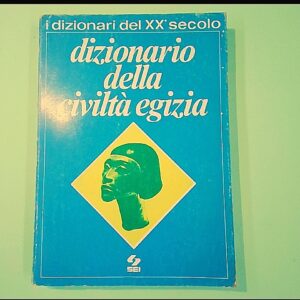 i dizionari del XX° secolo
dizionario
della
civiltà egizia
SEI